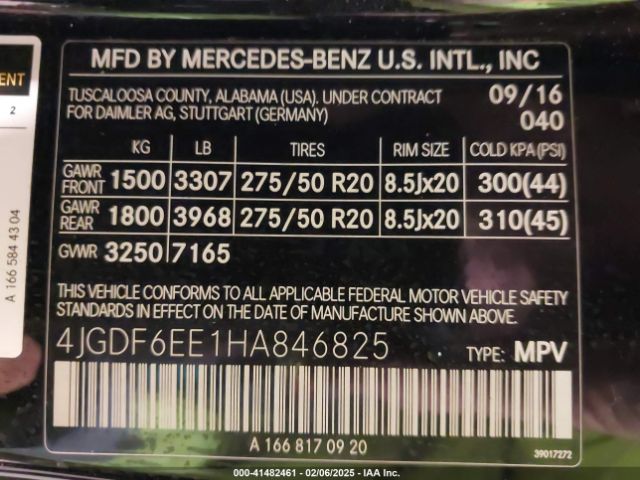 MFD BY MERCEDES-BENZ U.S. INTL., INC
TUSCALOOSA COUNTY, ALABAMA (USA). UNDER CONTRACT 09/16
FOR DAIMLER AG, STUTTGART (GERMANY) 040
KG LB TIRES RIM SIZE COLD KPA(PSI)
GAWR FRONT 1500 3307 275/50 R20 8.5Jx20 300(44)
GAWR REAR 1800 3968 275/50 R20 8.5Jx20 310(45)
GVWR 3250 7165
THIS VEHICLE CONFORMS TO ALL APPLICABLE FEDERAL MOTOR VEHICLE SAFETY
STANDARDS IN EFFECT ON THE DATE OF MANUFACTURE SHOWN ABOVE.
4JGDF6EE1HA846825 TYPE: MPV
A 166 817 09 20
39017272
ENT
2
A 166 584 43 04
000-41482461 - 02/06/2025 - IAA Inc.